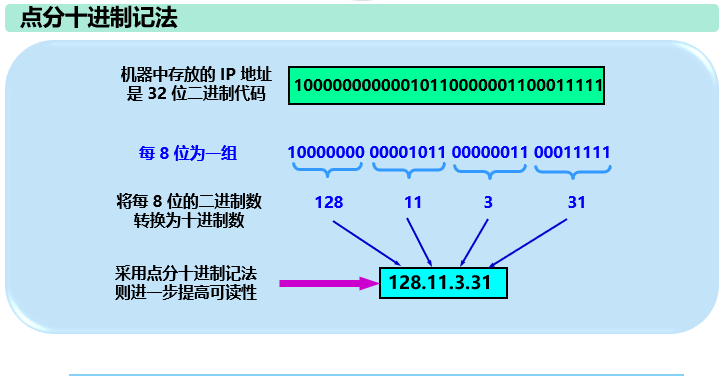 点分十进制记法
机器中存放的 IP 地址
是 32 位二进制代码
10000000000010110000001100011111
每 8 位为一组
10000000 00001011 00000011 00011111
将每 8 位的二进制数
转换为十进制数
128 11 3 31
采用点分十进制记法
则进一步提高可读性
128.11.3.31